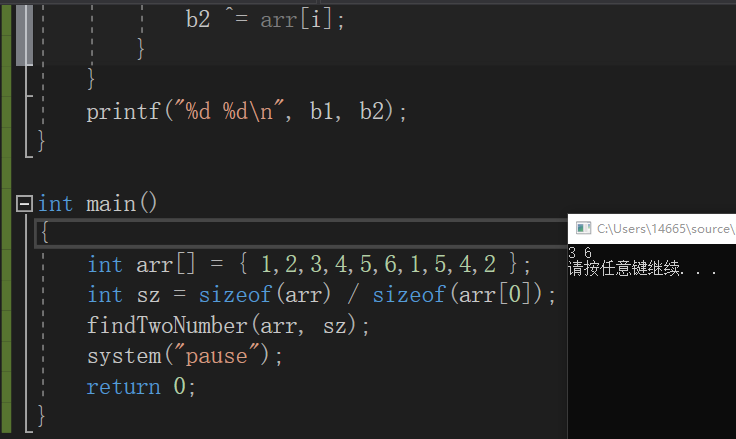 b2 ^= arr[i];
}
}
printf("%d %d\n", b1, b2);
}
int main()
{
int arr[] = { 1,2,3,4,5,6,1,5,4,2 };
int sz = sizeof(arr) / sizeof(arr[0]);
findTwoNumber(arr, sz);
system("pause");
return 0;
}
C:\Users\14665\source\
3 6
请按任意键继续. . .